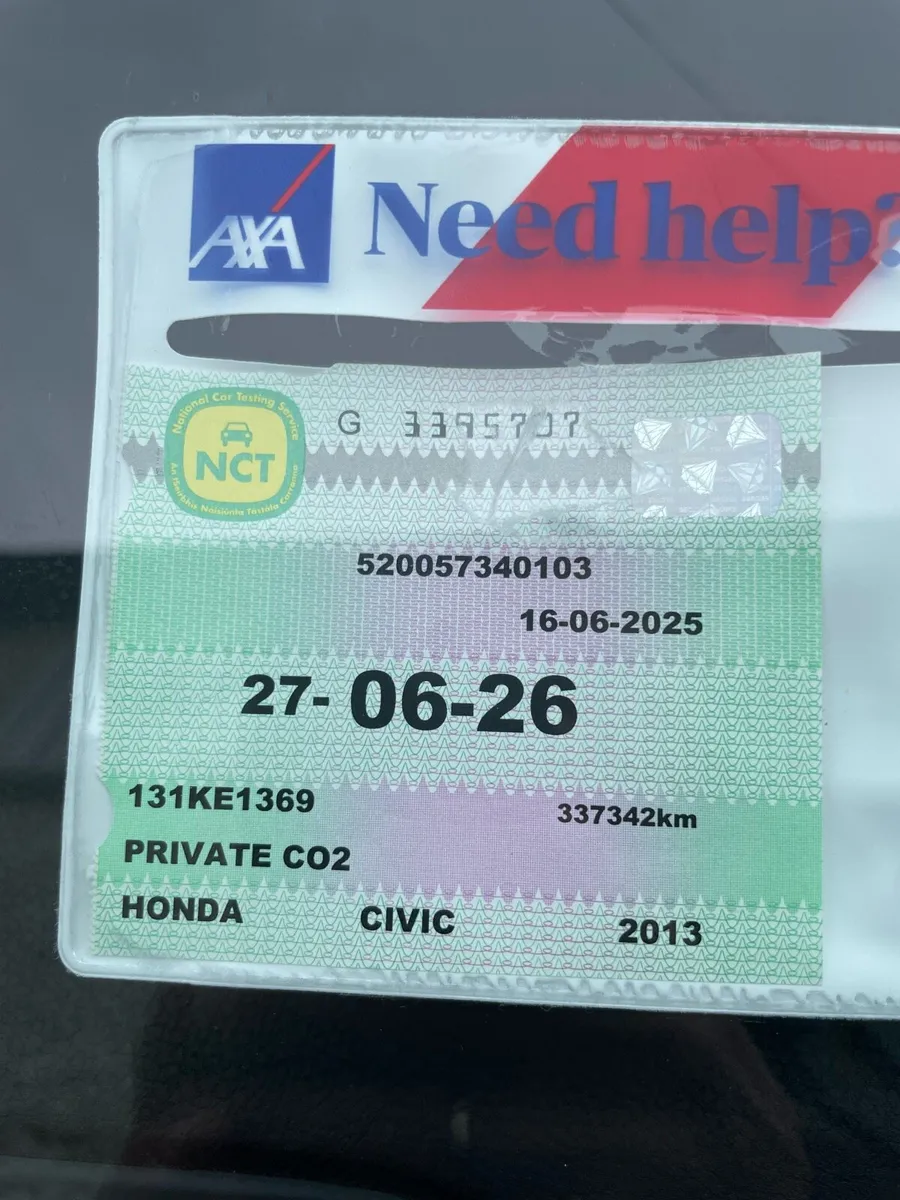 AXA
Need help?
National Car Testing Service
NCT
An tSeirbhís Náisiúnta Tástála Carranna
G 3395707
520057340103
16-06-2025
27-06-26
131KE1369
337342km
PRIVATE CO2
HONDA CIVIC 2013